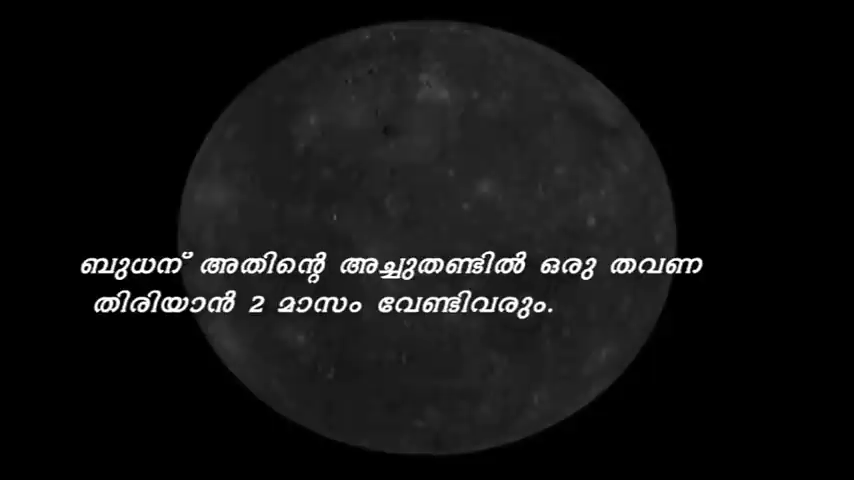 ബുധന് അതിന്റെ അച്ചുതണ്ടിൽ ഒരു തവണ
തിരിയാൻ 2 മാസം വേണ്ടിവരും.